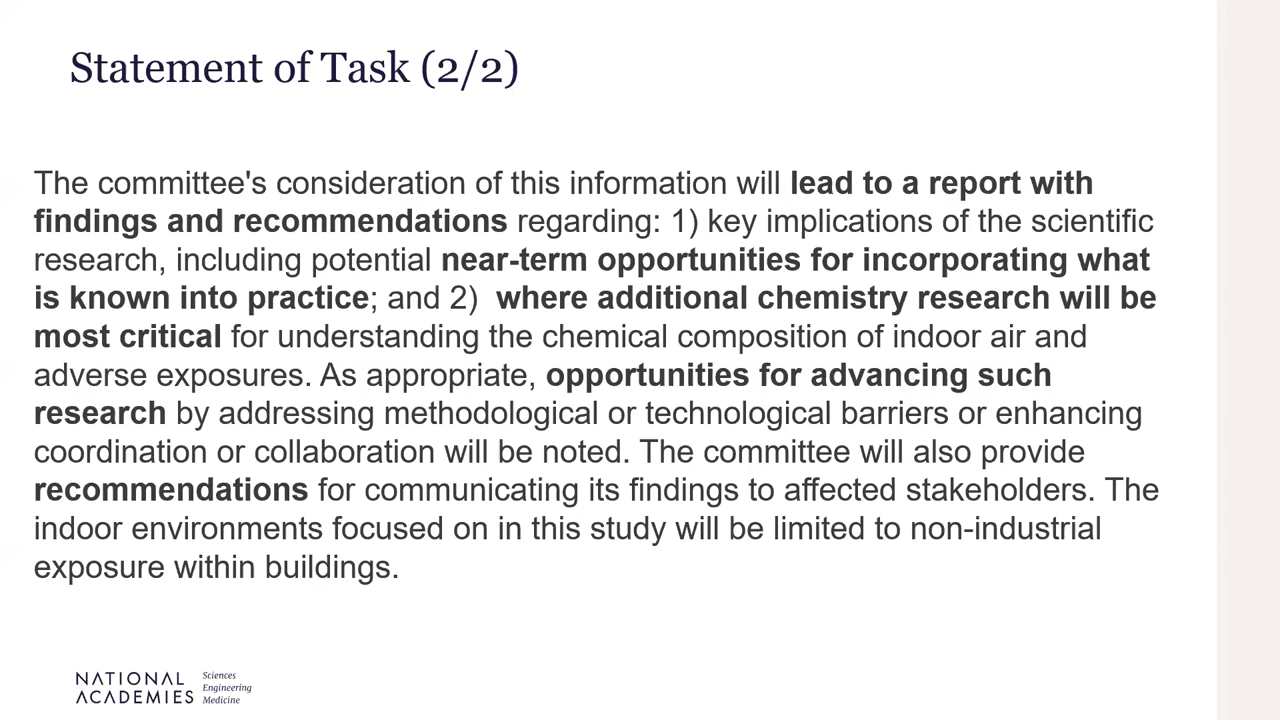 Statement of Task (2/2)
The committee's consideration of this information will lead to a report with
findings and recommendations regarding: 1) key implications of the scientific
research, including potential near-term opportunities for incorporating what
is known into practice; and 2)  where additional chemistry research will be
most critical for understanding the chemical composition of indoor air and
adverse exposures. As appropriate, opportunities for advancing such
research by addressing methodological or technological barriers or enhancing
coordination or collaboration will be noted. The committee will also provide
recommendations for communicating its findings to affected stakeholders. The
indoor environments focused on in this study will be limited to non-industrial
exposure within buildings.
NATIONAL
ACADEMIES
Sciences
Engineering
Medicine